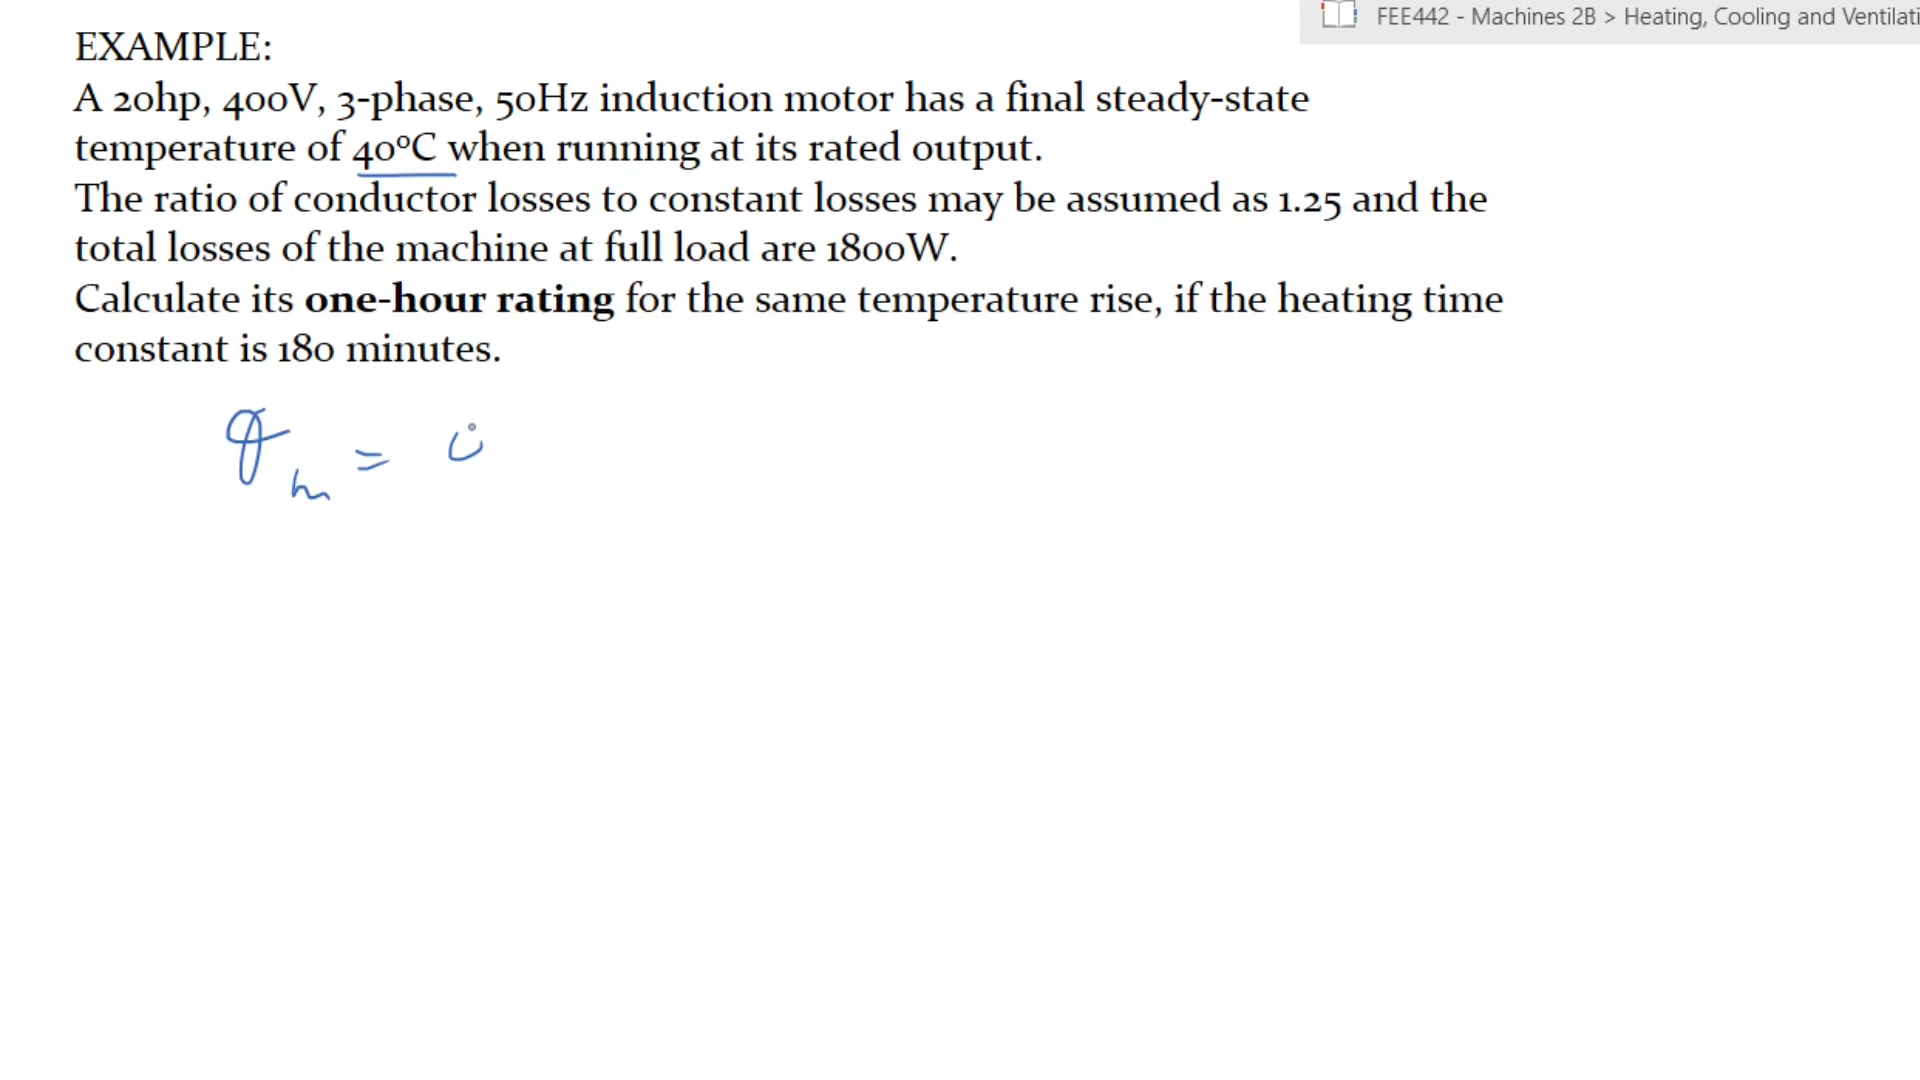 FEE442 - Machines 2B > Heating, Cooling and Ventilati
EXAMPLE:
A 20hp, 400V, 3-phase, 50Hz induction motor has a final steady-state
temperature of 40°C when running at its rated output.
The ratio of conductor losses to constant losses may be assumed as 1.25 and the
total losses of the machine at full load are 1800W.
Calculate its one-hour rating for the same temperature rise, if the heating time
constant is 180 minutes.
=